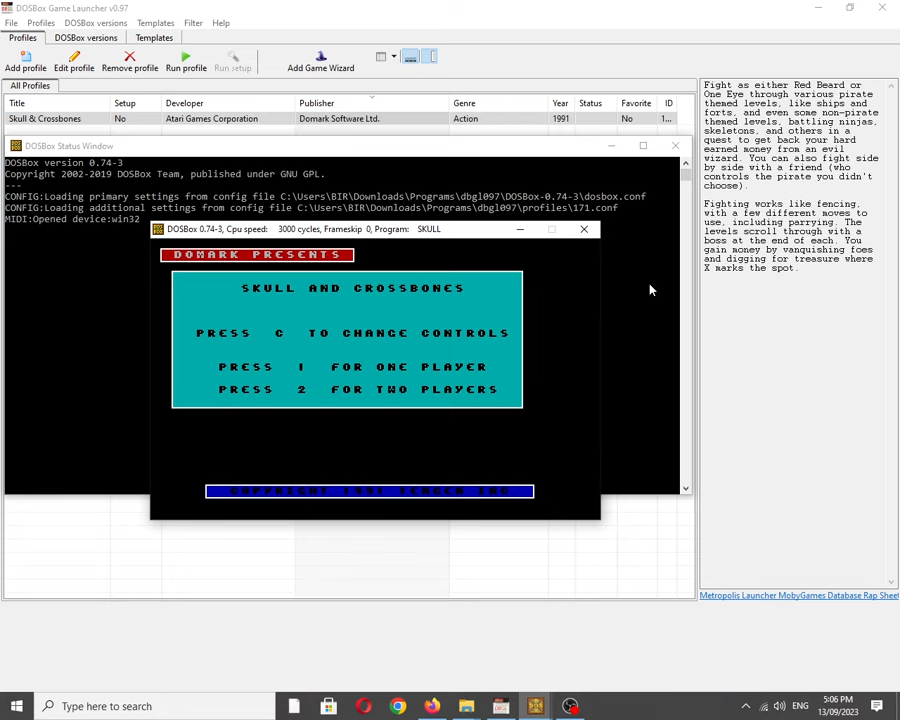 DOSBox Game Launcher v0.97
File Profiles DOSBox versions Templates Filter Help
Profiles DOSBox versions Templates
Add profile Edit profile Remove profile Run profile Run setup Add Game Wizard
All Profiles
Title Setup Developer Publisher Genre Year Status Favorite ID
Skull & Crossbones No Atari Games Corporation Domark Software Ltd. Action 1991 No 1...
DOSBox Status Window
DOSBox version 0.74-3
Copyright 2002-2019 DOSBox Team, published under GNU GPL.
---
CONFIG:Loading primary settings from config file C:\Users\BIR\Downloads\Programs\dbgl097\DOSBox-0.74-3\dosbox.conf
CONFIG:Loading additional settings from config file C:\Users\BIR\Downloads\Programs\dbgl097\profiles\171.conf
MIDI:Opened device:win32
DOSBox 0.74-3, Cpu speed: 3000 cycles, Frameskip 0, Program: SKULL
DOMARK PRESENTS
SKULL AND CROSSBONES
PRESS C TO CHANGE CONTROLS
PRESS 1 FOR ONE PLAYER
PRESS 2 FOR TWO PLAYERS
COPYRIGHT 1991 TENGEN INC
Fight as either Red Beard or
One Eye through various pirate
themed levels, like ships and
forts, and even some non-pirate
themed levels, battling ninjas,
skeletons, and others in a
quest to get back your hard
earned money from an evil
wizard. You can also fight side
by side with a friend (who
controls the pirate you didn't
choose).
Fighting works like fencing,
with a few different moves to
use, including parrying. The
levels scroll through with a
boss at the end of each. You
gain money by vanquishing foes
and digging for treasure where
X marks the spot.
Metropolis Launcher MobyGames Database Rap Sheet
Type here to search
5:06 PM
13/09/2023